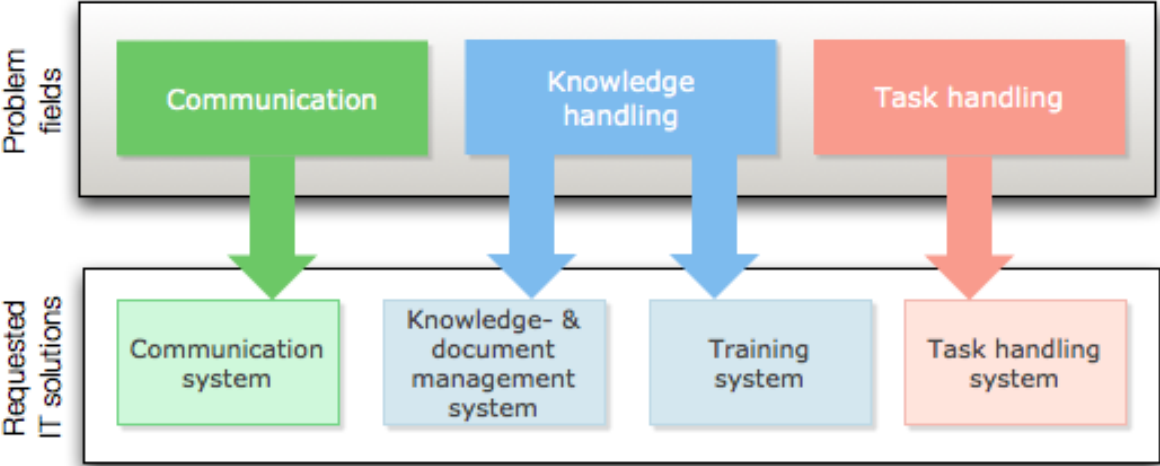 Problem
fields
Communication
Knowledge
handling
Task handling
Requested
IT solutions
Communication
system
Knowledge- &
document
management
system
Training
system
Task handling
system